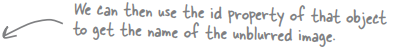 We can then use the id property of that object
to get the name of the unblurred image.